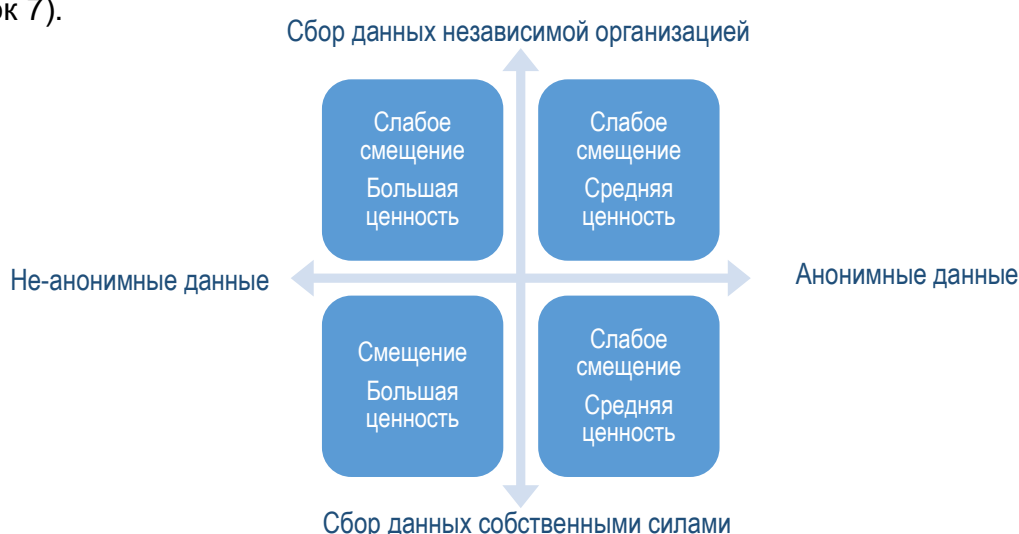 ок 7).
Сбор данных независимой организацией
Слабое
смещение
Большая
ценность
Слабое
смещение
Средняя
ценность
Не-анонимные данные
Анонимные данные
Смещение
Большая
ценность
Слабое
смещение
Средняя
ценность
Сбор данных собственными силами